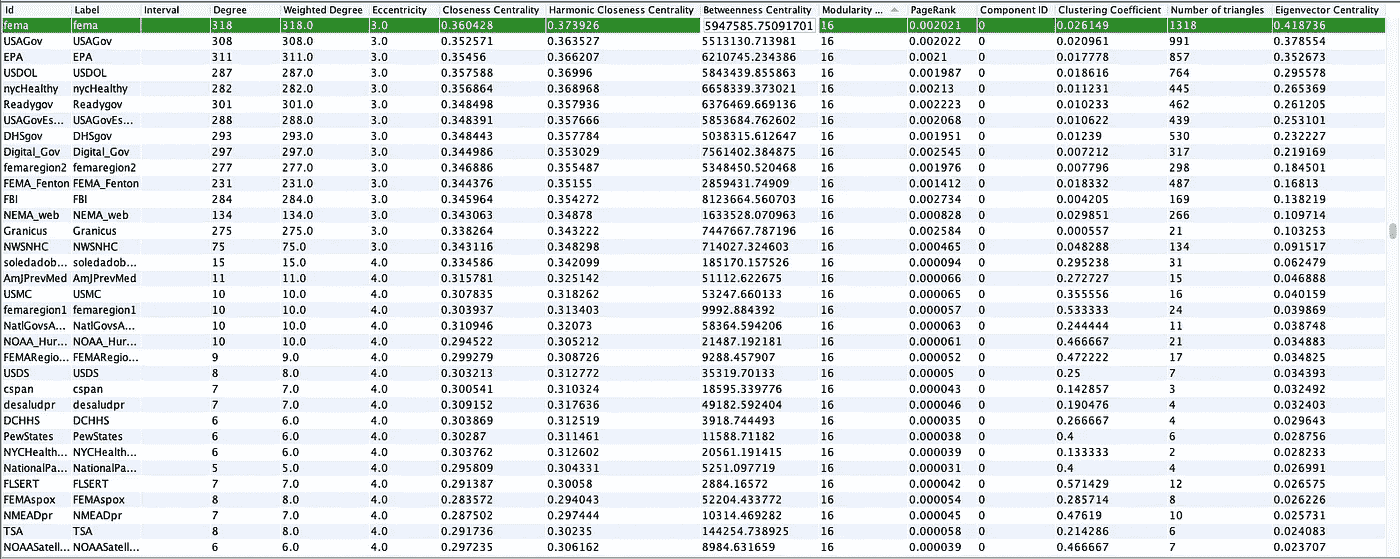 Id Label Interval Degree Weighted Degree Eccentricity Closeness Centrality Harmonic Closeness Centrality Betweenness Centrality Modularity ... PageRank Component ID Clustering Coefficient Number of triangles Eigenvector Centrality
fema fema 318 318.0 3.0 0.360428 0.373926 5947585.75091701 16 0.002021 0 0.026149 1318 0.418736
USAGov USAGov 308 308.0 3.0 0.352571 0.363527 5513130.713981 16 0.002022 0 0.020961 991 0.378554
EPA EPA 311 311.0 3.0 0.35456 0.366207 6210745.234386 16 0.0021 0 0.017778 857 0.352673
USDOL USDOL 287 287.0 3.0 0.357588 0.36996 5843439.855863 16 0.001987 0 0.018616 764 0.295578
nycHealthy nycHealthy 282 282.0 3.0 0.356864 0.368968 6658339.373021 16 0.00213 0 0.011231 445 0.265369
Readygov Readygov 301 301.0 3.0 0.348498 0.357936 6376469.669136 16 0.002223 0 0.010233 462 0.261205
USAGovEs... USAGovEs... 288 288.0 3.0 0.348391 0.357666 5853684.762602 16 0.002068 0 0.010622 439 0.253101
DHSgov DHSgov 293 293.0 3.0 0.348443 0.357784 5038315.612647 16 0.001951 0 0.01239 530 0.232227
Digital_Gov Digital_Gov 297 297.0 3.0 0.344986 0.353029 7561402.384875 16 0.002545 0 0.007212 317 0.219169
femaregion2 femaregion2 277 277.0 3.0 0.346886 0.355487 5348450.520468 16 0.001976 0 0.007796 298 0.184501
FEMA_Fenton FEMA_Fenton 231 231.0 3.0 0.344376 0.35155 2859431.74909 16 0.001412 0 0.018332 487 0.16813
FBI FBI 284 284.0 3.0 0.345964 0.354272 8123664.560703 16 0.002734 0 0.004205 169 0.138219
NEMA_web NEMA_web 134 134.0 3.0 0.343063 0.34878 1633528.070963 16 0.000828 0 0.029851 266 0.109714
Granicus Granicus 275 275.0 3.0 0.338264 0.343222 7447667.787196 16 0.002584 0 0.000557 21 0.103253
NWSNHC NWSNHC 75 75.0 3.0 0.343116 0.348298 714027.324603 16 0.000465 0 0.048288 134 0.091517
soledadob... soledadob... 15 15.0 4.0 0.334586 0.342099 185170.157526 16 0.000094 0 0.295238 31 0.062479
AmJPrevMed AmJPrevMed 11 11.0 4.0 0.315781 0.325142 51112.622675 16 0.000066 0 0.272727 15 0.046888
USMC USMC 10 10.0 4.0 0.307835 0.318262 53247.660133 16 0.000065 0 0.355556 16 0.040159
femaregion1 femaregion1 10 10.0 4.0 0.303937 0.313403 9992.884392 16 0.000057 0 0.533333 24 0.039869
NatlGovsA... NatlGovsA... 10 10.0 4.0 0.310946 0.32073 58364.594206 16 0.000063 0 0.244444 11 0.038748
NOAA_Hur... NOAA_Hur... 10 10.0 4.0 0.294522 0.305212 21487.192181 16 0.000061 0 0.466667 21 0.034883
FEMARegio... FEMARegio... 9 9.0 4.0 0.299279 0.308726 9288.457907 16 0.000052 0 0.472222 17 0.034825
USDS USDS 8 8.0 4.0 0.303213 0.312772 35319.70133 16 0.00005 0 0.25 7 0.034393
cspan cspan 7 7.0 4.0 0.300541 0.310324 18595.339776 16 0.000043 0 0.142857 3 0.032492
desaludpr desaludpr 7 7.0 4.0 0.309152 0.317636 49182.592404 16 0.000046 0 0.190476 4 0.032403
DCHHS DCHHS 6 6.0 4.0 0.303869 0.312519 3918.744493 16 0.000035 0 0.266667 4 0.029643
PewStates PewStates 6 6.0 4.0 0.30287 0.311461 11588.71182 16 0.000038 0 0.4 6 0.028756
NYCHealth... NYCHealth... 6 6.0 4.0 0.303762 0.312602 20561.191415 16 0.000039 0 0.133333 2 0.028233
NationalPa... NationalPa... 5 5.0 4.0 0.295809 0.304331 5251.097719 16 0.000031 0 0.4 4 0.026991
FLSERT FLSERT 7 7.0 4.0 0.291387 0.30058 2884.16572 16 0.000042 0 0.571429 12 0.026575
FEMAspox FEMAspox 8 8.0 4.0 0.283572 0.294043 52204.433772 16 0.000054 0 0.285714 8 0.026226
NMEADpr NMEADpr 7 7.0 4.0 0.287502 0.297444 10314.469282 16 0.000045 0 0.47619 10 0.025731
TSA TSA 8 8.0 4.0 0.291736 0.30235 144254.738925 16 0.000058 0 0.214286 6 0.024083
NOAASatell... NOAASatell... 6 6.0 4.0 0.297235 0.306162 8984.631659 16 0.000039 0 0.466667 7 0.023707